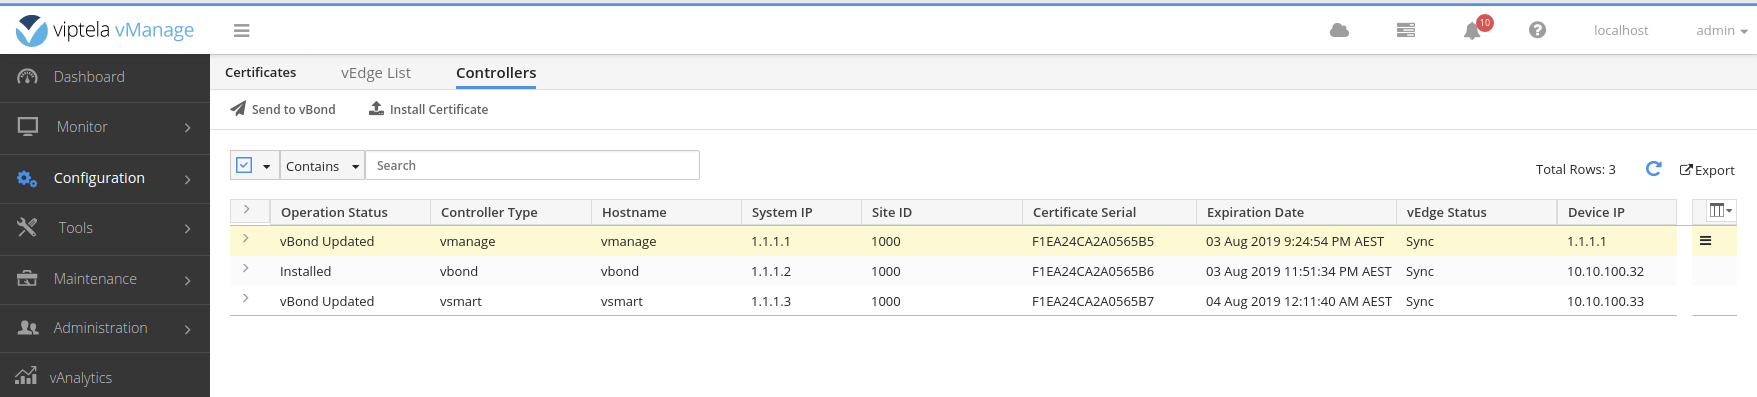 viptela vManage
10
localhost
admin
Dashboard
Monitor
Configuration
Tools
Maintenance
Administration
vAnalytics
Certificates vEdge List Controllers
Send to vBond Install Certificate
Contains Search
Total Rows: 3 Export
Operation Status Controller Type Hostname System IP Site ID Certificate Serial Expiration Date vEdge Status Device IP
vBond Updated vmanage vmanage 1.1.1.1 1000 F1EA24CA2A0565B5 03 Aug 2019 9:24:54 PM AEST Sync 1.1.1.1
Installed vbond vbond 1.1.1.2 1000 F1EA24CA2A0565B6 03 Aug 2019 11:51:34 PM AEST Sync 10.10.100.32
vBond Updated vsmart vsmart 1.1.1.3 1000 F1EA24CA2A0565B7 04 Aug 2019 12:11:40 AM AEST Sync 10.10.100.33